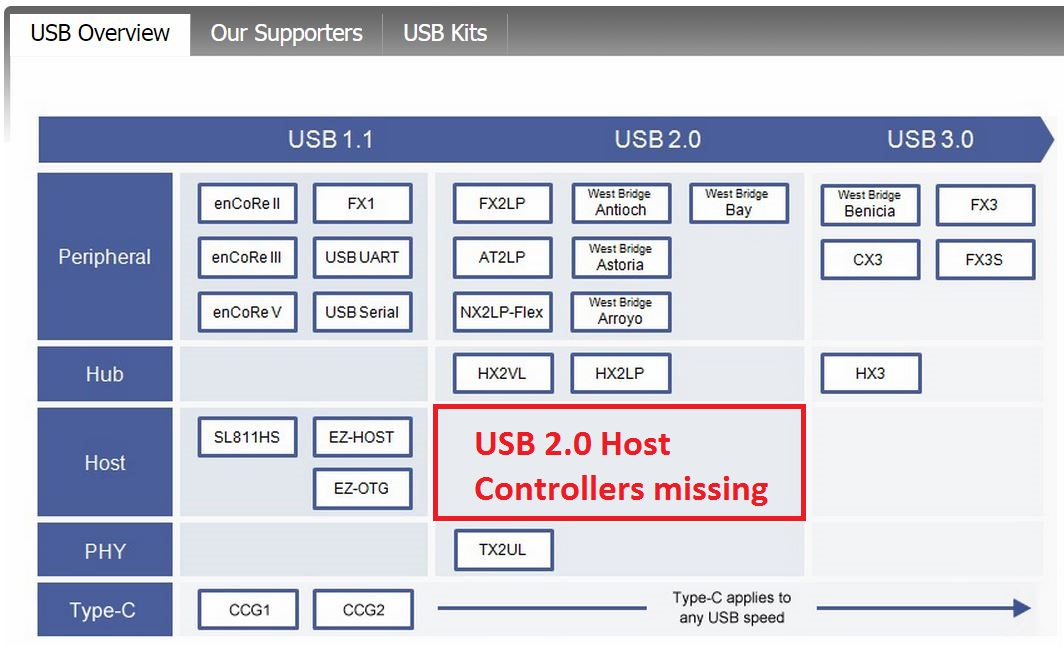 USB Overview
Our Supporters
USB Kits
USB 1.1
USB 2.0
USB 3.0
Peripheral
enCoRe II
FX1
FX2LP
West Bridge
Antioch
West Bridge
Bay
West Bridge
Benicia
FX3
enCoRe III
USB UART
AT2LP
West Bridge
Astoria
CX3
FX3S
enCoRe V
USB Serial
NX2LP-Flex
West Bridge
Arroyo
Hub
HX2VL
HX2LP
HX3
Host
SL811HS
EZ-HOST
EZ-OTG
USB 2.0 Host
Controllers missing
PHY
TX2UL
Type-C
CCG1
CCG2
Type-C applies to
any USB speed